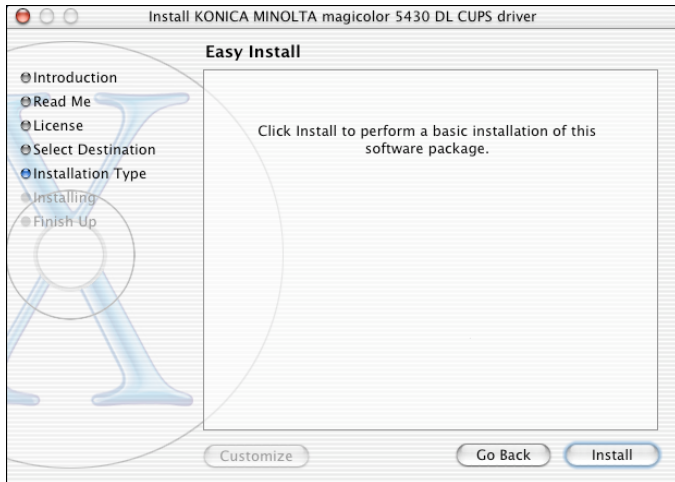 Install KONICA MINOLTA magicolor 5430 DL CUPS driver
Easy Install
Introduction
Read Me
License
Select Destination
Installation Type
Installing
Finish Up
Click Install to perform a basic installation of this
software package.
Customize
Go Back
Install